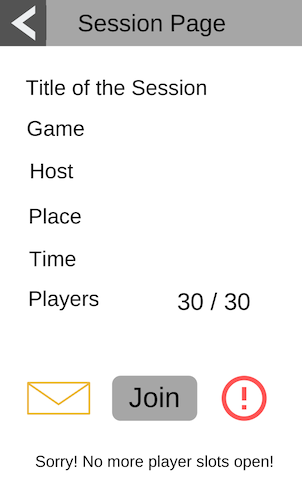 Session Page
Title of the Session
Game
Host
Place
Time
Players 30 / 30
Join
Sorry! No more player slots open!